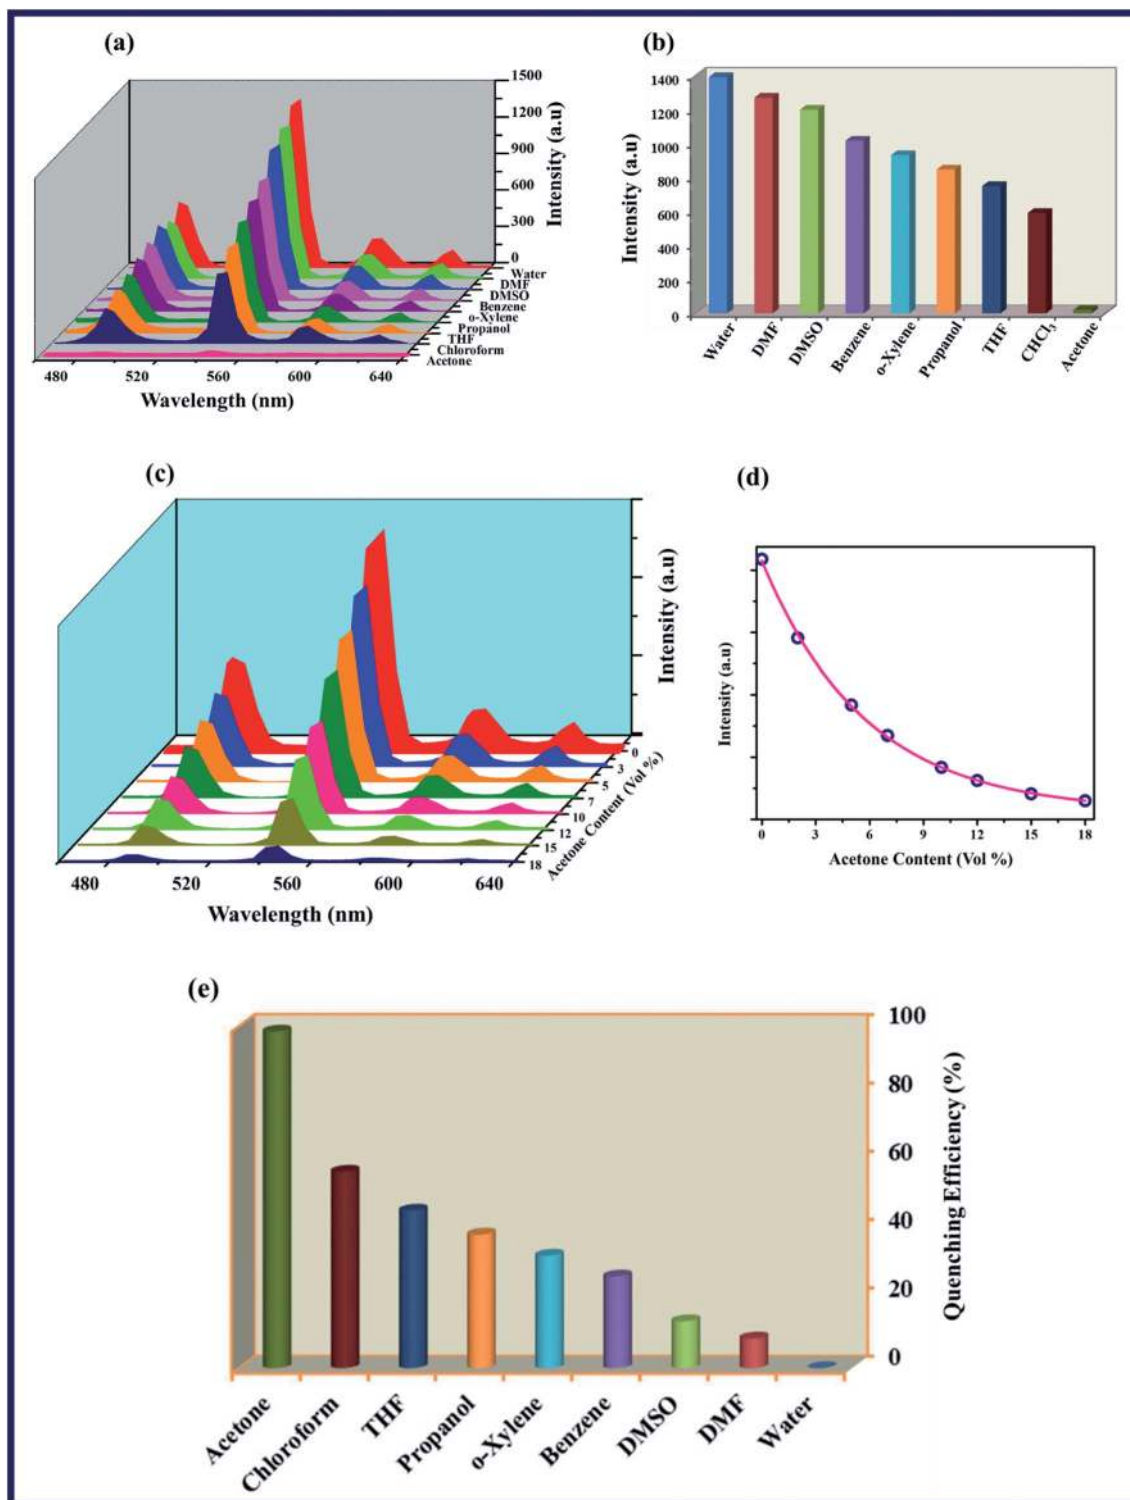 (a)
1500
1200
900
600
300
0
Intensity (a.u)
Water
DMF
DMSO
Benzene
o-Xylene
Propanol
THF
Chloroform
Acetone
480 520 560 600 640
Wavelength (nm)
(b)
1400
1200
1000
800
600
400
200
0
Intensity (a.u)
Water DMF DMSO Benzene o-Xylene Propanol THF CHCl₃ Acetone
(c)
Intensity (a.u)
0
3
5
7
10
12
15
18
Acetone Content (Vol %)
480 520 560 600 640
Wavelength (nm)
(d)
Intensity (a.u)
0 3 6 7 9 12 15 18
Acetone Content (Vol %)
(e)
100
80
60
40
20
0
Quenching Efficiency (%)
Acetone Chloroform THF Propanol o-Xylene Benzene DMSO DMF Water